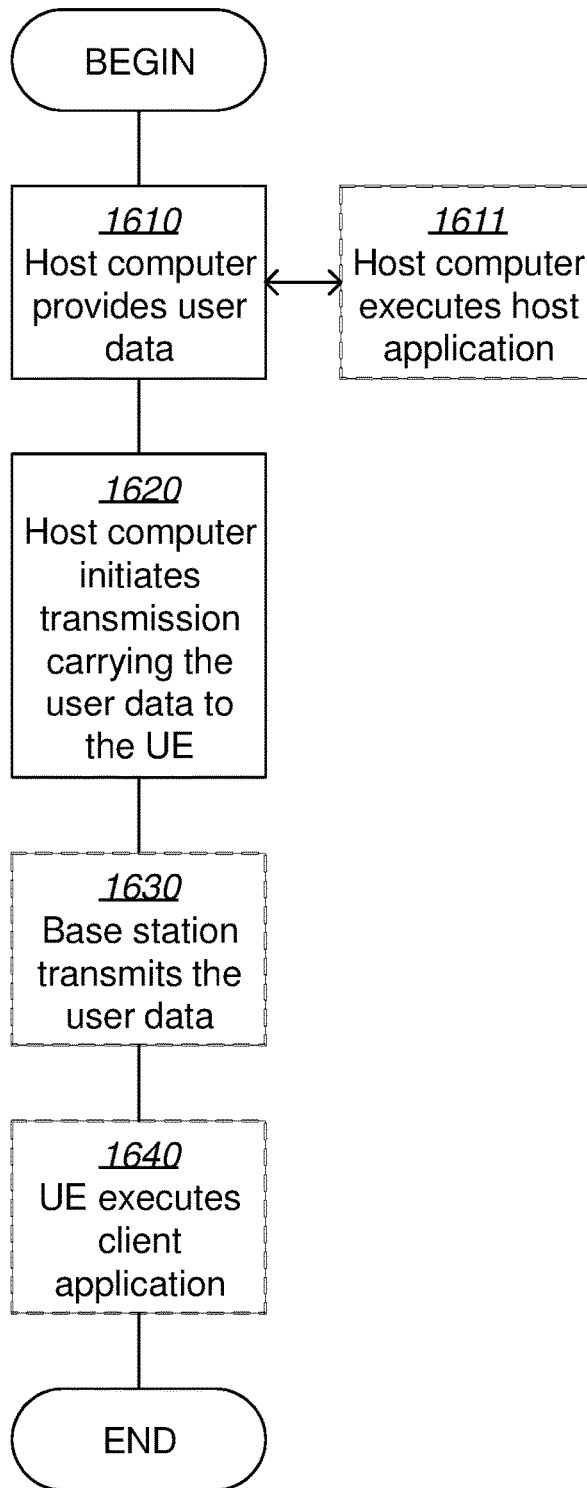 BEGIN
1610
Host computer
provides user
data
1611
Host computer
executes host
application
1620
Host computer
initiates
transmission
carrying the
user data to
the UE
1630
Base station
transmits the
user data
1640
UE executes
client
application
END